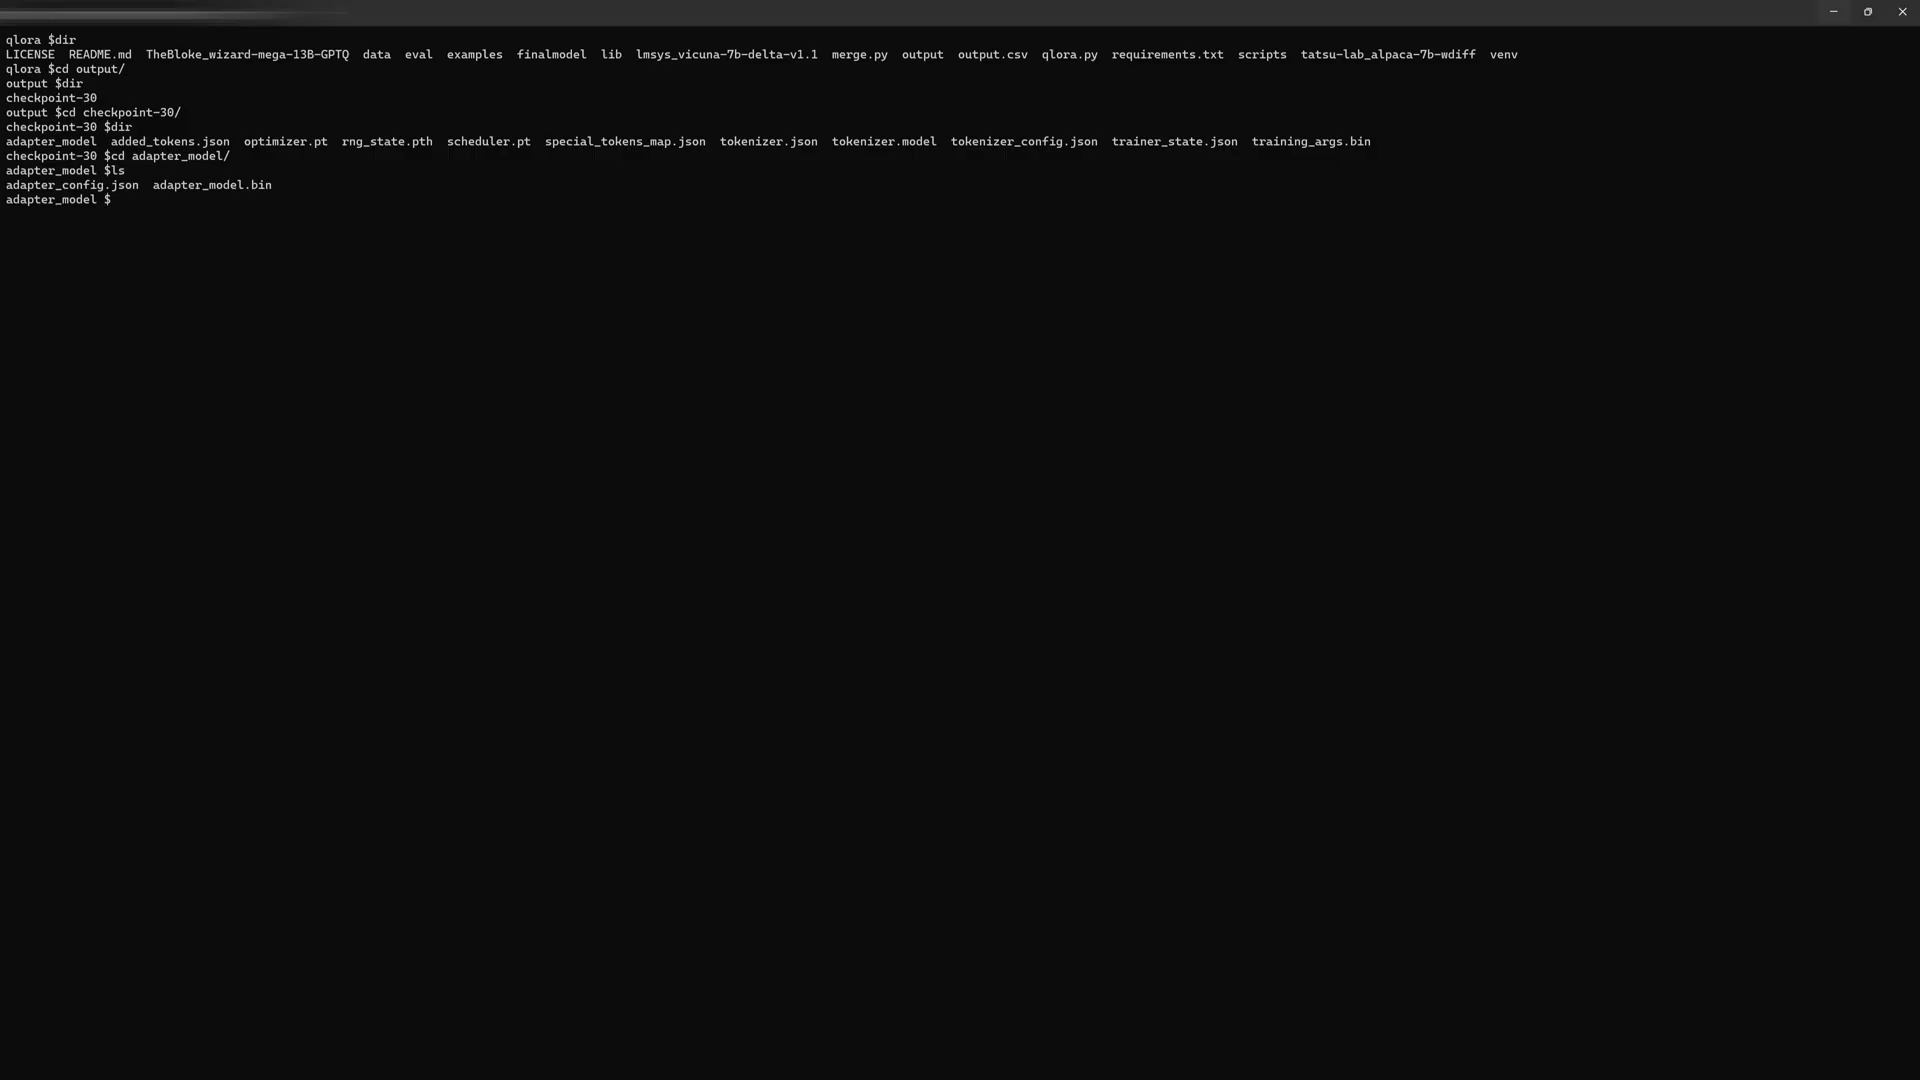 qlora $dir
LICENSE  README.md  TheBloke_wizard-mega-13B-GPTQ  data  eval  examples  finalmodel  lib  lmsys_vicuna-7b-delta-v1.1  merge.py  output  output.csv  qlora.py  requirements.txt  scripts  tatsu-lab_alpaca-7b-wdiff  venv
qlora $cd output/
output $dir
checkpoint-30
output $cd checkpoint-30/
checkpoint-30 $dir
adapter_model  added_tokens.json  optimizer.pt  rng_state.pth  scheduler.pt  special_tokens_map.json  tokenizer.json  tokenizer.model  tokenizer_config.json  trainer_state.json  training_args.bin
checkpoint-30 $cd adapter_model/
adapter_model $ls
adapter_config.json  adapter_model.bin
adapter_model $